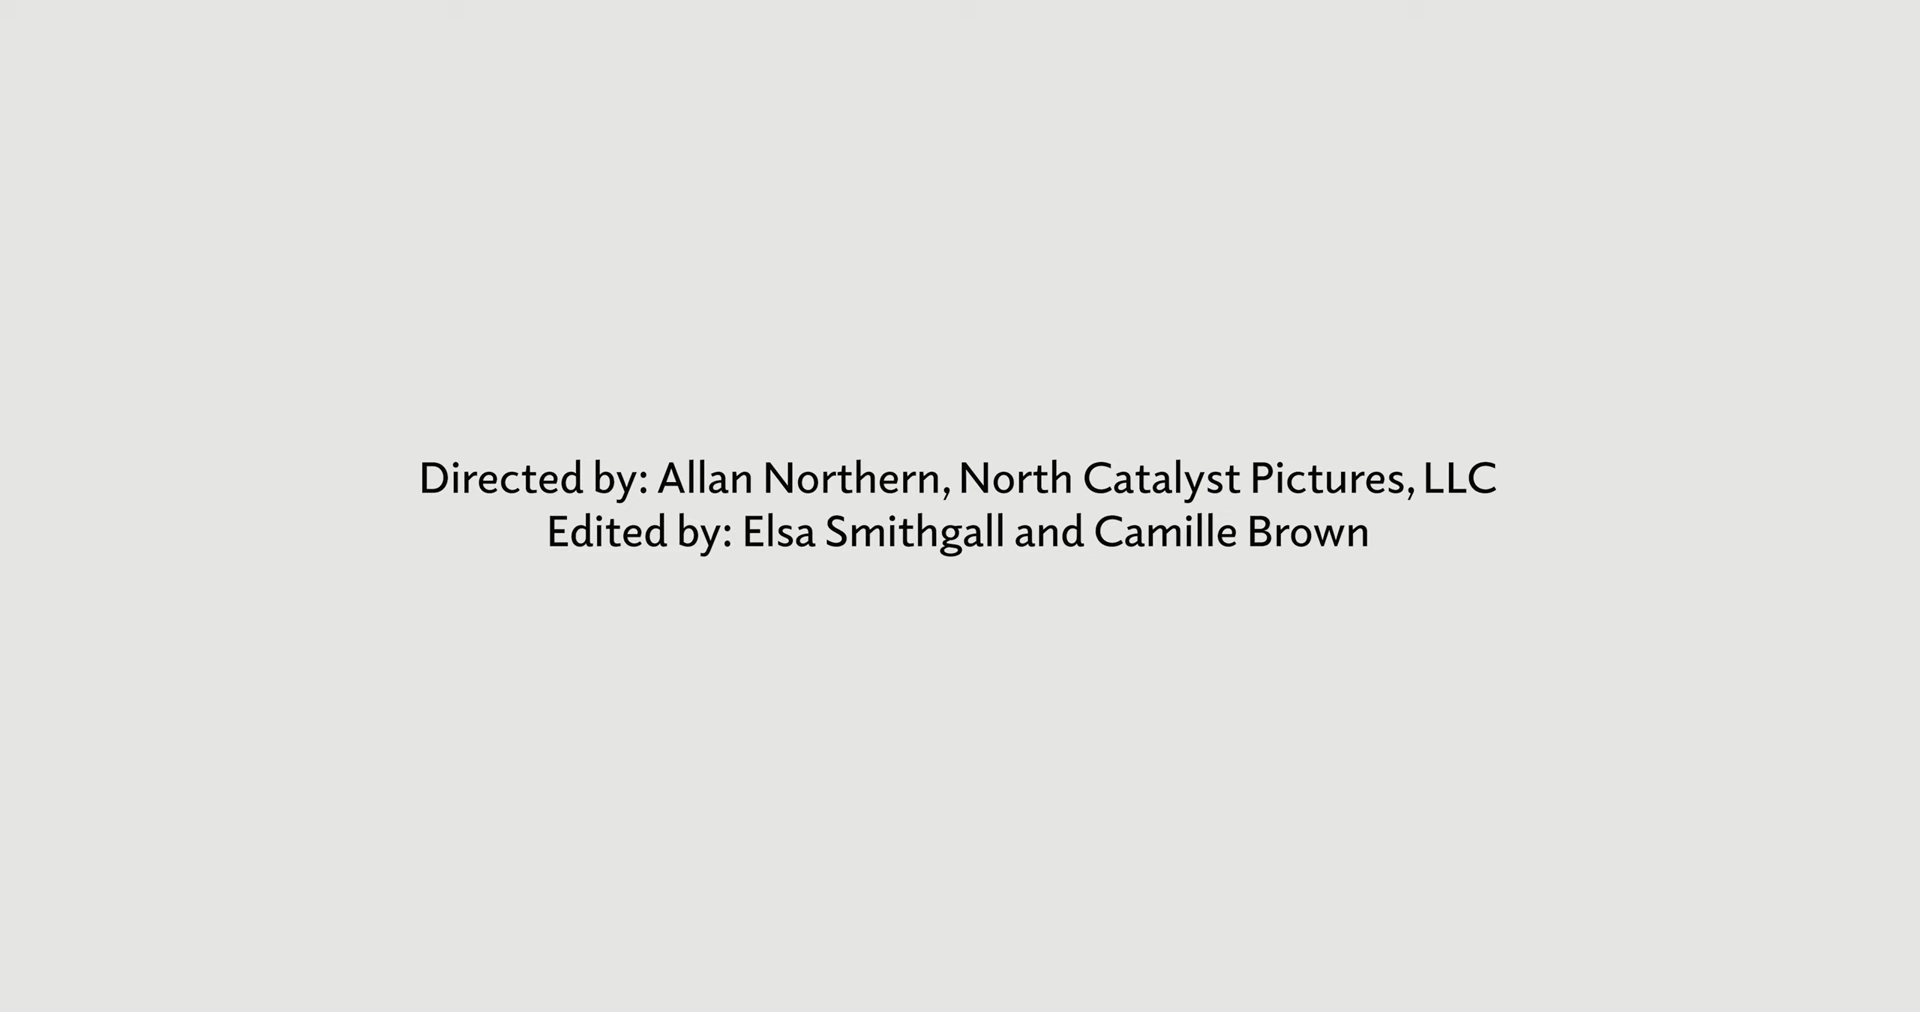 Directed by: Allan Northern, North Catalyst Pictures, LLC
Edited by: Elsa Smithgall and Camille Brown